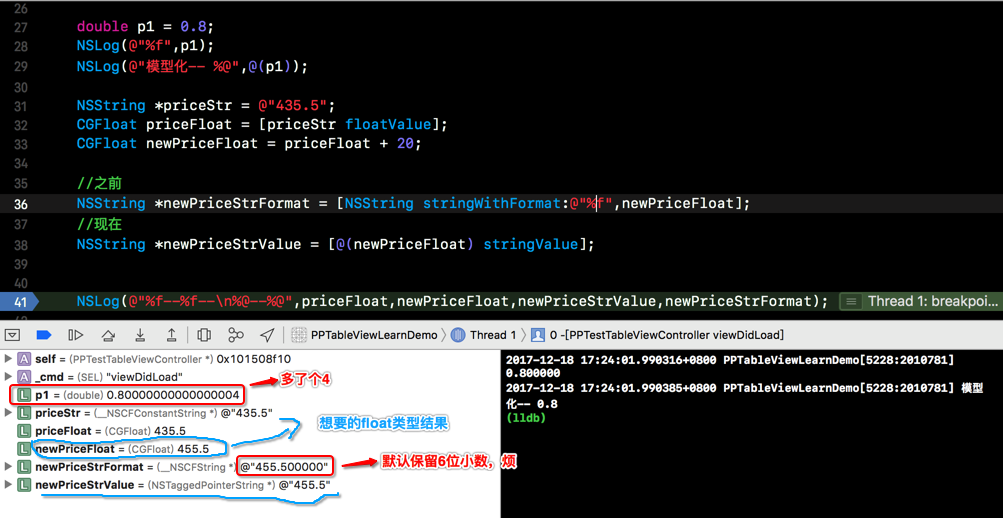 26
27 double p1 = 0.8;
28 NSLog(@"%f",p1);
29 NSLog(@"模型化-- %@",@(p1));
30
31 NSString *priceStr = @"435.5";
32 CGFloat priceFloat = [priceStr floatValue];
33 CGFloat newPriceFloat = priceFloat + 20;
34
35 //之前
36 NSString *newPriceStrFormat = [NSString stringWithFormat:@"%f",newPriceFloat];
37 //现在
38 NSString *newPriceStrValue = [@(newPriceFloat) stringValue];
39
40
41 NSLog(@"%f--%f--\n%@--%@",priceFloat,newPriceFloat,newPriceStrValue,newPriceStrFormat); Thread 1: breakpoi...
PPTableViewLearnDemo Thread 1 0 -[PPTestTableViewController viewDidLoad]
A self = (PPTestTableViewController *) 0x101508f10
A _cmd = (SEL) "viewDidLoad"
L p1 = (double) 0.80000000000000004
多了个4
L priceStr = (__NSCFConstantString *) @"435.5"
L priceFloat = (CGFloat) 435.5
想要的float类型结果
L newPriceFloat = (CGFloat) 455.5
L newPriceStrFormat = (__NSCFString *) @"455.500000"
默认保留6位小数，烦
L newPriceStrValue = (NSTaggedPointerString *) @"455.5"
2017-12-18 17:24:01.990316+0800 PPTableViewLearnDemo[5228:2010781]
0.800000
2017-12-18 17:24:01.990385+0800 PPTableViewLearnDemo[5228:2010781] 模型
化-- 0.8
(lldb)